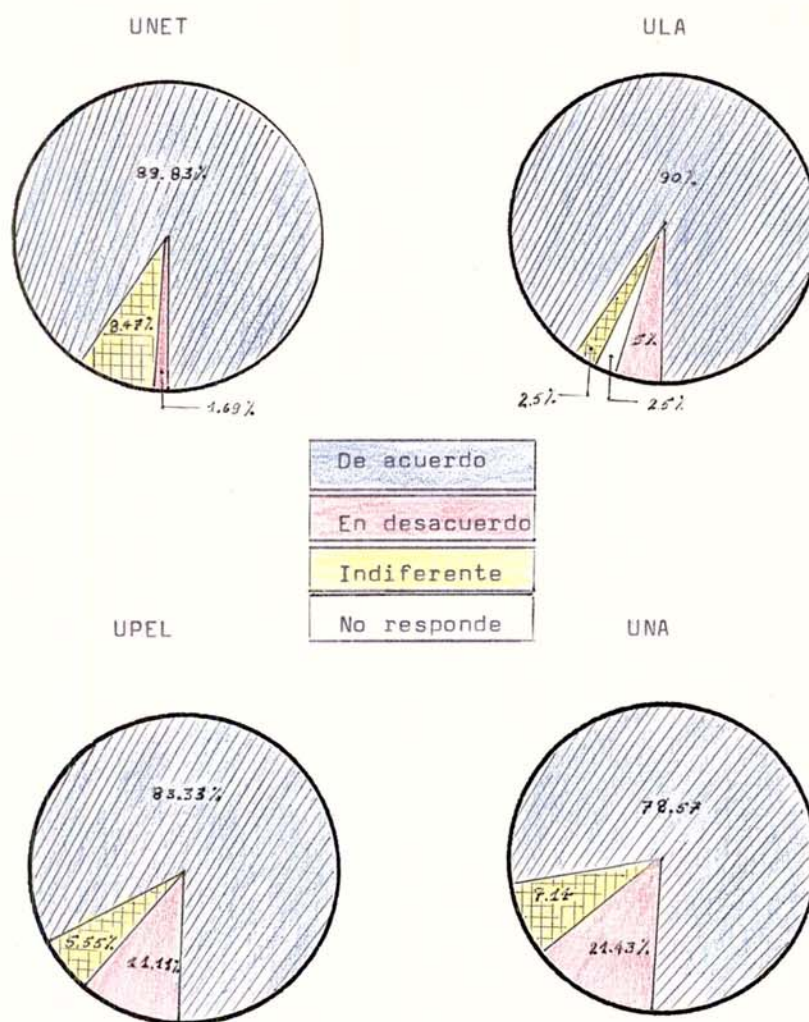 UNET
ULA
89.83%
90%
8.47%
5%
1.69%
2.5%
2.5%
De acuerdo
En desacuerdo
Indiferente
No responde
UPEL
UNA
83.33%
78.57
5.55%
11.11%
7.14
21.43%